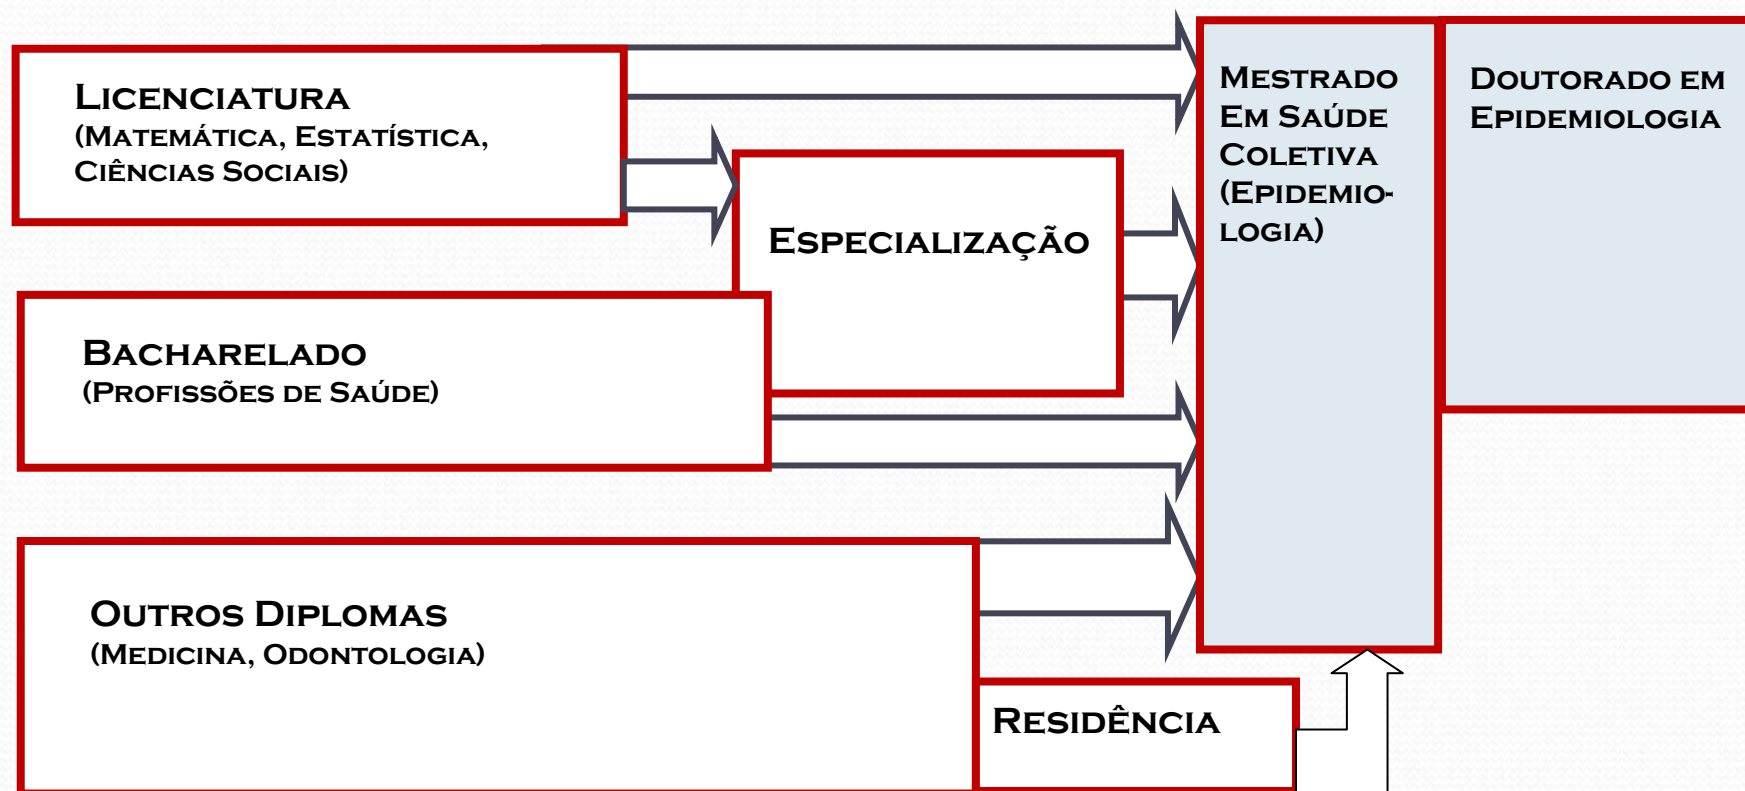 Licenciatura
(Matemática, Estatística,
Ciências Sociais)
Mestrado
Em Saúde
Coletiva
(Epidemio-
logia)
Doutorado em
Epidemiologia
Especialização
Bacharelado
(Profissões de Saúde)
Outros Diplomas
(Medicina, Odontologia)
Residência